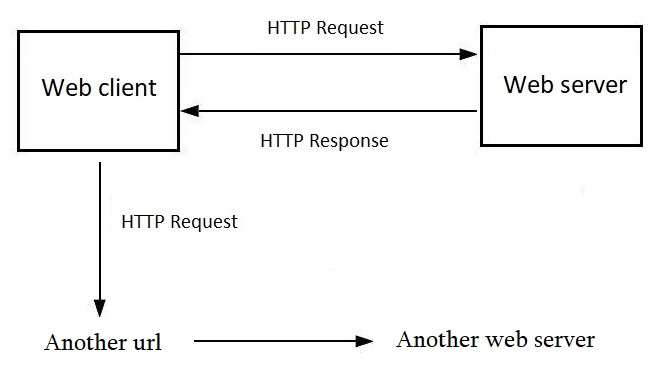 HTTP Request
Web client
Web server
HTTP Response
HTTP Request
Another url
Another web server